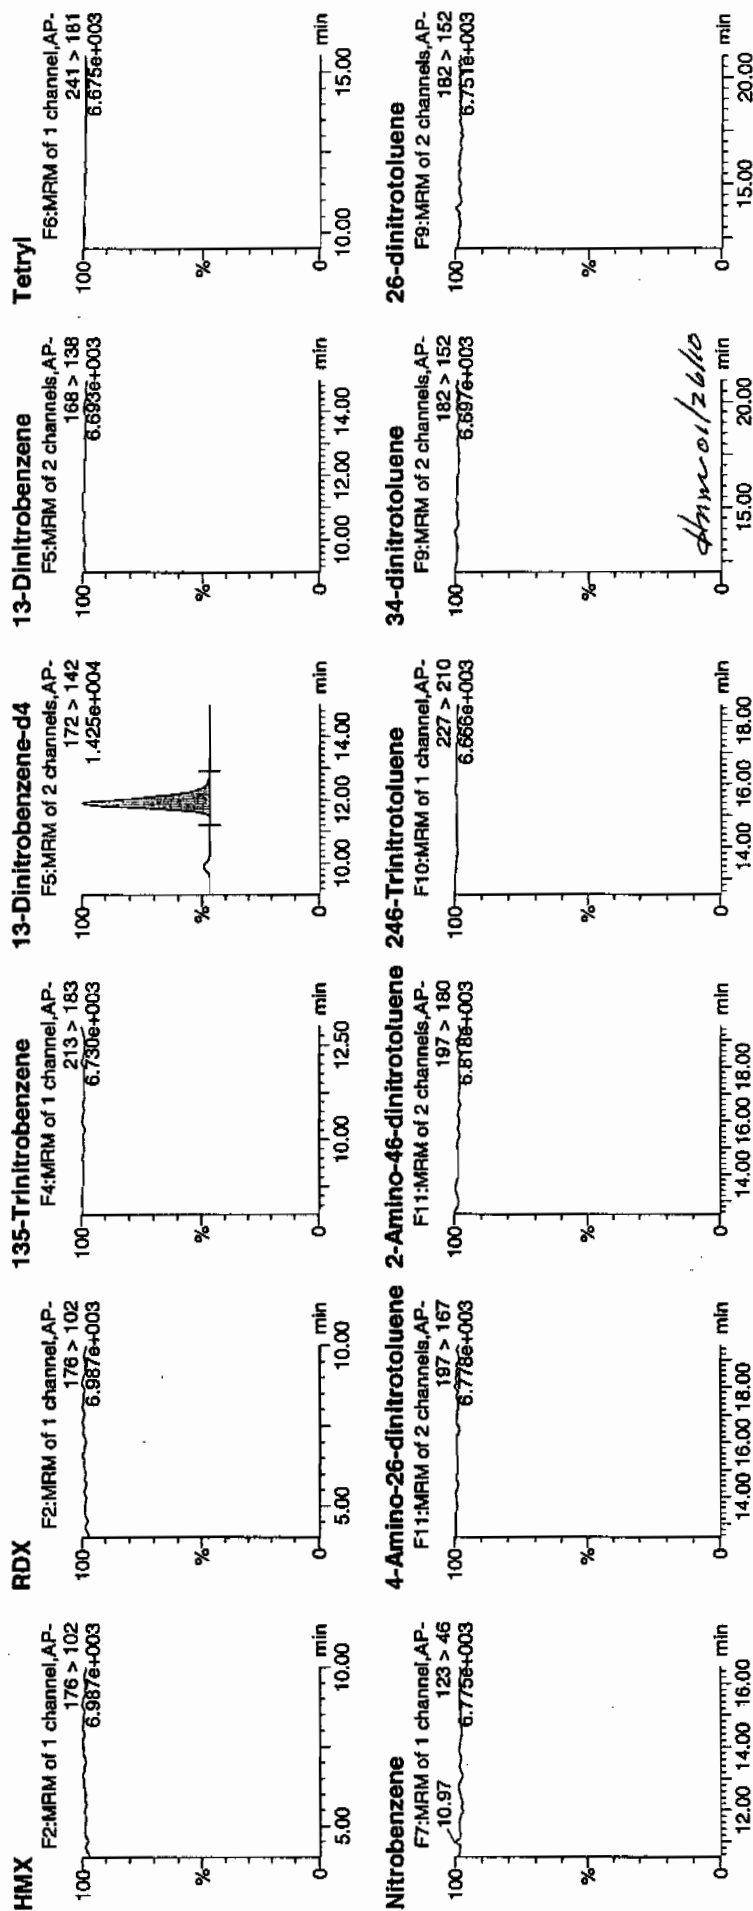 HMX
F2:MRM of 1 channel,AP-
176 > 102
6.987e+003
100
%
0
5.00 10.00 min
RDX
F2:MRM of 1 channel,AP-
176 > 102
6.987e+003
100
%
0
5.00 10.00 min
135-Trinitrobenzene
F4:MRM of 1 channel,AP-
213 > 183
6.730e+003
100
%
0
10.00 12.50 min
13-Dinitrobenzene-d4
F5:MRM of 2 channels,AP-
172 > 142
1.425e+004
100
%
0
10.00 12.00 14.00 min
13-Dinitrobenzene
F5:MRM of 2 channels,AP-
168 > 138
6.693e+003
100
%
0
10.00 12.00 14.00 min
Tetryl
F6:MRM of 1 channel,AP-
241 > 181
6.675e+003
100
%
0
10.00 15.00 min
Nitrobenzene
F7:MRM of 1 channel,AP-
10.97 123 > 46
6.775e+003
100
%
0
12.00 14.00 16.00 min
4-Amino-26-dinitrotoluene
F11:MRM of 2 channels,AP-
197 > 167
6.778e+003
100
%
0
14.00 16.00 18.00 min
2-Amino-46-dinitrotoluene
F11:MRM of 2 channels,AP-
197 > 180
6.818e+003
100
%
0
14.00 16.00 18.00 min
246-Trinitrotoluene
F10:MRM of 1 channel,AP-
227 > 210
6.666e+003
100
%
0
14.00 16.00 18.00 min
34-dinitrotoluene
F9:MRM of 2 channels,AP-
182 > 152
6.697e+003
100
%
01/26/10
0
15.00 20.00 min
26-dinitrotoluene
F9:MRM of 2 channels,AP-
182 > 152
6.751e+003
100
%
0
15.00 20.00 min